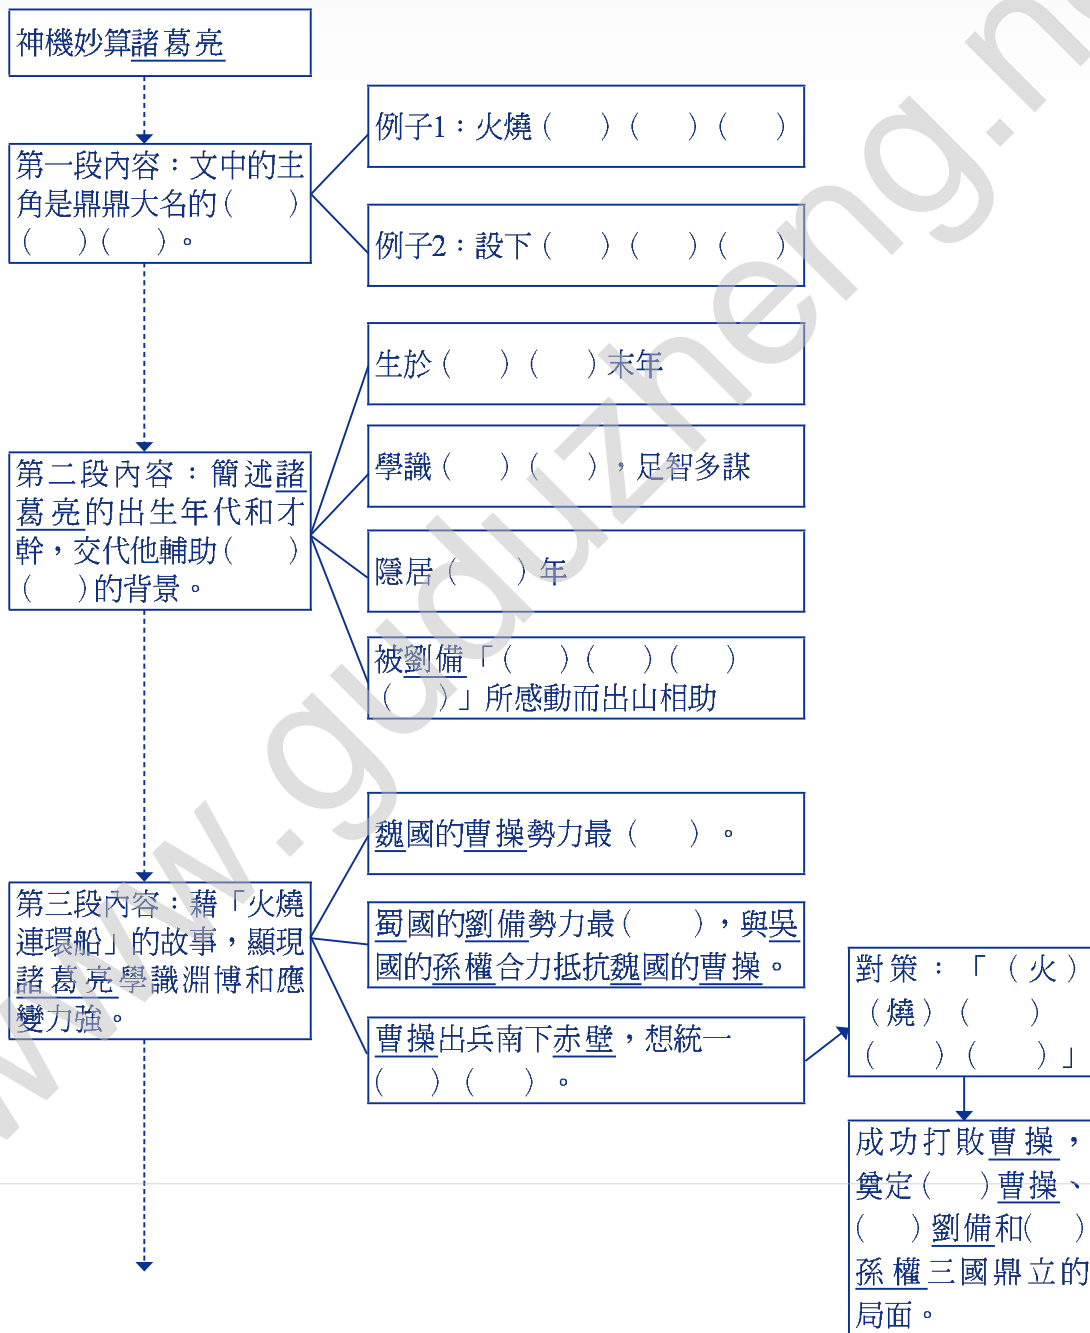 神機妙算諸葛亮
例子1：火燒（　）（　）（　）
第一段內容：文中的主
角是鼎鼎大名的（　）
（　）（　）。
例子2：設下（　）（　）（　）
生於（　）（　）末年
學識（　）（　），足智多謀
第二段內容：簡述諸
葛亮的出生年代和才
幹，交代他輔助（　）
（　）的背景。
隱居（　）年
被劉備「（　）（　）（　）
（　）」所感動而出山相助
魏國的曹操勢力最（　）。
第三段內容：藉「火燒
連環船」的故事，顯現
諸葛亮學識淵博和應
變力強。
蜀國的劉備勢力最（　），與吳
國的孫權合力抵抗魏國的曹操。
曹操出兵南下赤壁，想統一
（　）（　）。
對策：「（火）
（燒）（　）
（　）（　）」
成功打敗曹操，
奠定（　）曹操、
（　）劉備和（　）
孫權三國鼎立的
局面。
www.guduzheng.n